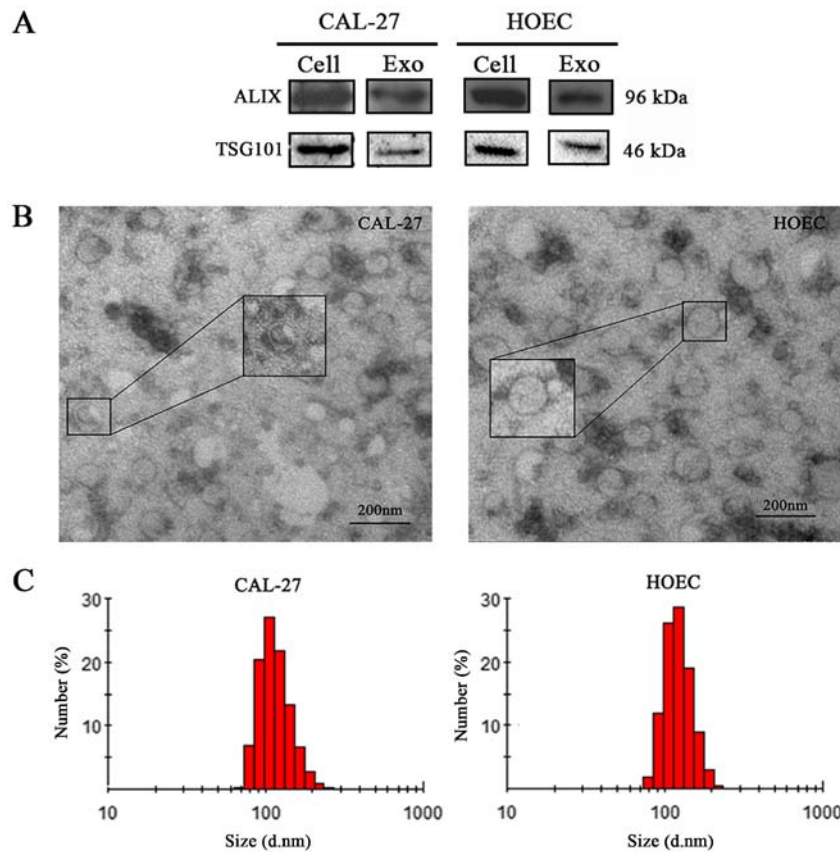 A
CAL-27 HOEC
Cell Exo Cell Exo
ALIX 96 kDa
TSG101 46 kDa
B
CAL-27
200nm
HOEC
200nm
C
CAL-27
30
20
10
Number (%)
10 100 1000
Size (d.nm)
HOEC
30
20
10
Number (%)
10 100 1000
Size (d.nm)